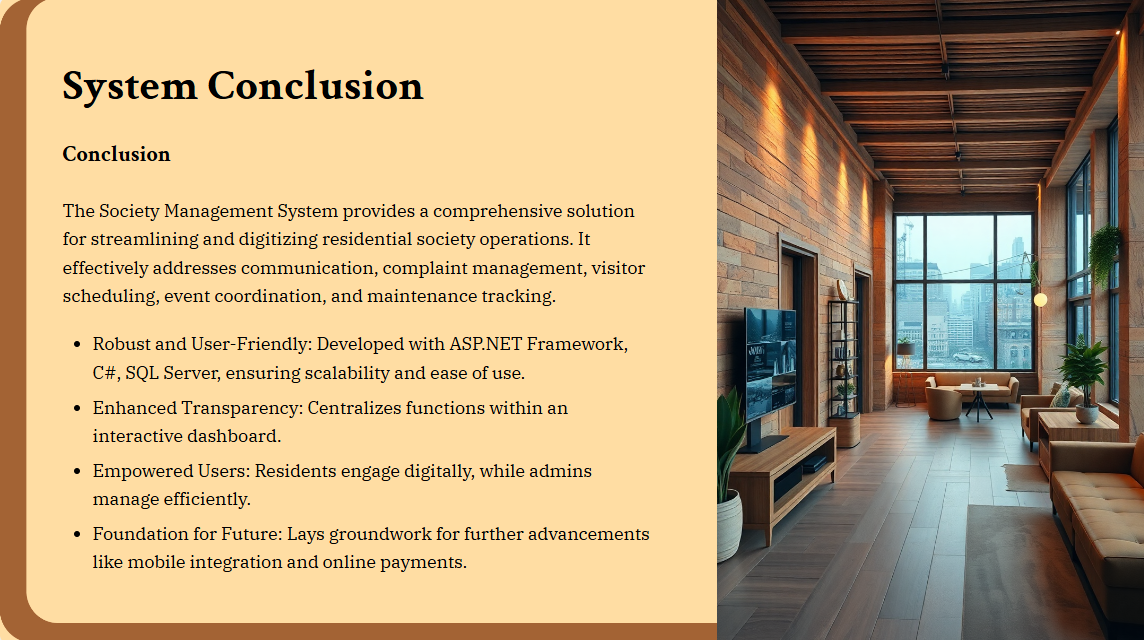 System Conclusion
Conclusion
The Society Management System provides a comprehensive solution
for streamlining and digitizing residential society operations. It
effectively addresses communication, complaint management, visitor
scheduling, event coordination, and maintenance tracking.
• Robust and User-Friendly: Developed with ASP.NET Framework,
C#, SQL Server, ensuring scalability and ease of use.
• Enhanced Transparency: Centralizes functions within an
interactive dashboard.
• Empowered Users: Residents engage digitally, while admins
manage efficiently.
• Foundation for Future: Lays groundwork for further advancements
like mobile integration and online payments.